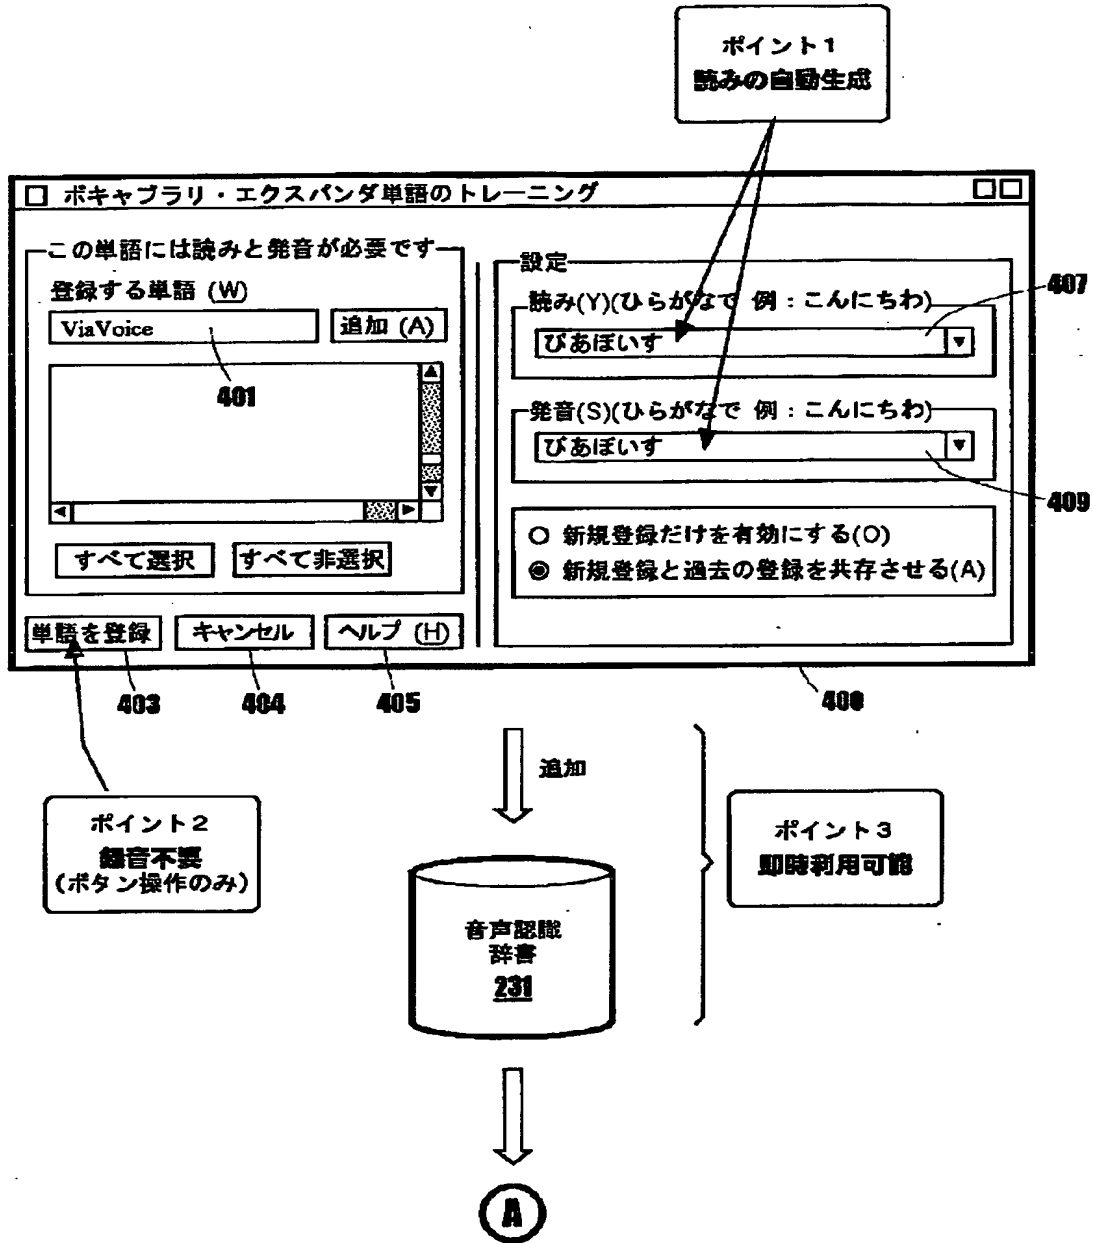 ポイント1
読みの自動生成
ボキャブラリ・エクスパンダ単語のトレーニング
この単語には読みと発音が必要です
登録する単語 (W)
ViaVoice
追加 (A)
401
すべて選択
すべて非選択
単語を登録
キャンセル
ヘルプ (H)
設定
読み(Y)(ひらがなで 例：こんにちわ)
びあぼいす
407
発音(S)(ひらがなで 例：こんにちわ)
びあぼいす
409
新規登録だけを有効にする(O)
新規登録と過去の登録を共存させる(A)
403
404
405
400
ポイント2
録音不要
(ボタン操作のみ)
追加
ポイント3
即時利用可能
音声認識
辞書
231
A